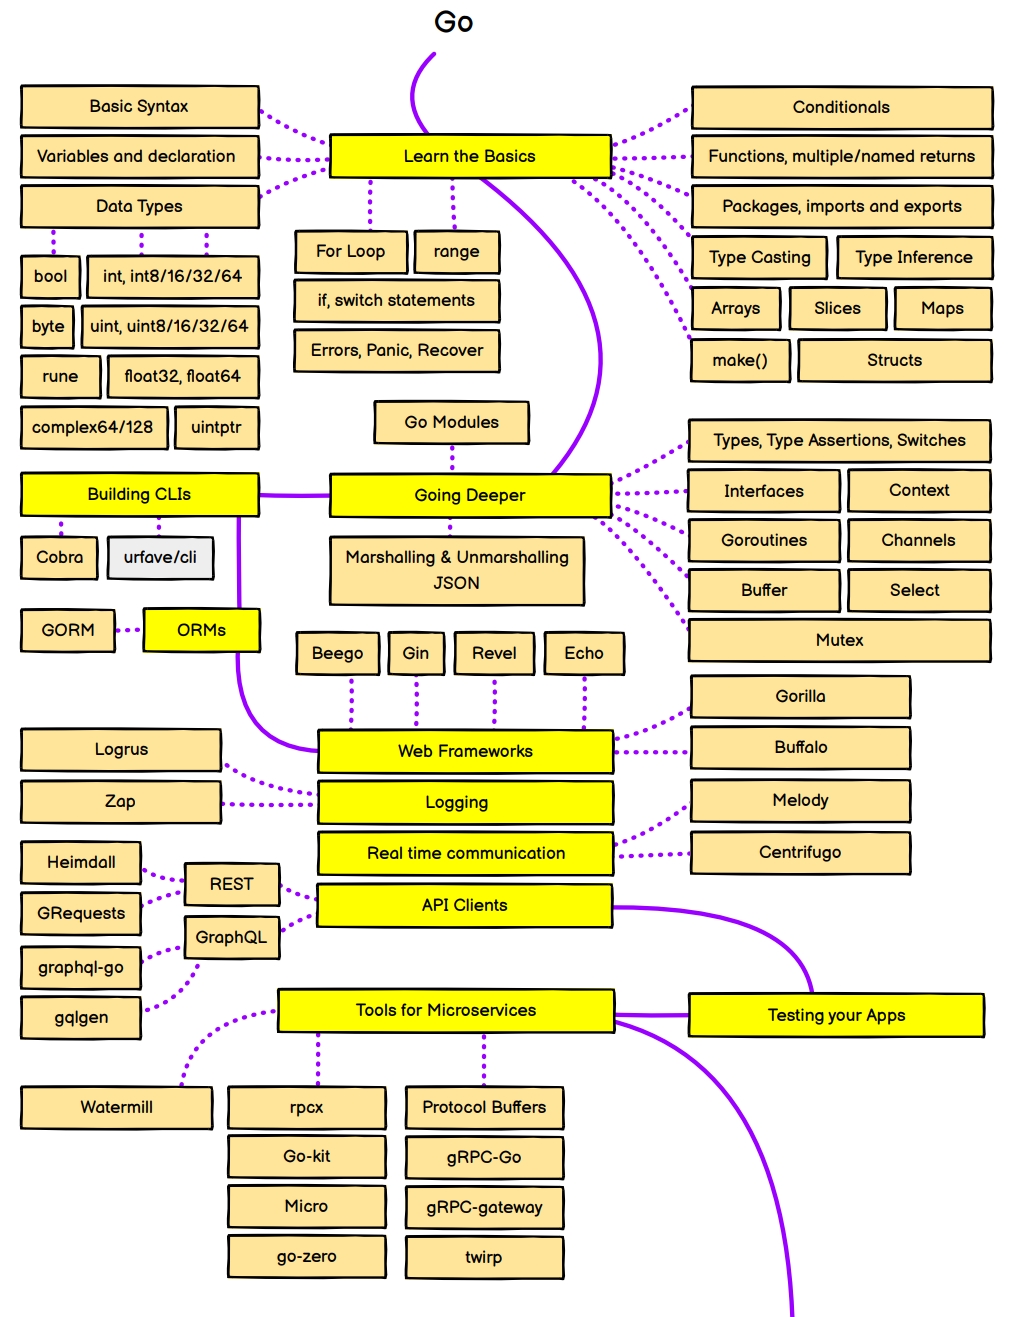 Go
Basic Syntax
Variables and declaration
Data Types
bool
int, int8/16/32/64
byte
uint, uint8/16/32/64
rune
float32, float64
complex64/128
uintptr
Learn the Basics
For Loop
range
if, switch statements
Errors, Panic, Recover
Conditionals
Functions, multiple/named returns
Packages, imports and exports
Type Casting
Type Inference
Arrays
Slices
Maps
make()
Structs
Go Modules
Going Deeper
Marshalling & Unmarshalling
JSON
Types, Type Assertions, Switches
Interfaces
Context
Goroutines
Channels
Buffer
Select
Mutex
Building CLIs
Cobra
urfave/cli
GORM
ORMs
Beego
Gin
Revel
Echo
Web Frameworks
Gorilla
Buffalo
Logrus
Zap
Logging
Real time communication
Melody
Centrifugo
Heimdall
GRequests
REST
GraphQL
graphql-go
gqlgen
API Clients
Testing your Apps
Tools for Microservices
Watermill
rpcx
Go-kit
Micro
go-zero
Protocol Buffers
gRPC-Go
gRPC-gateway
twirp